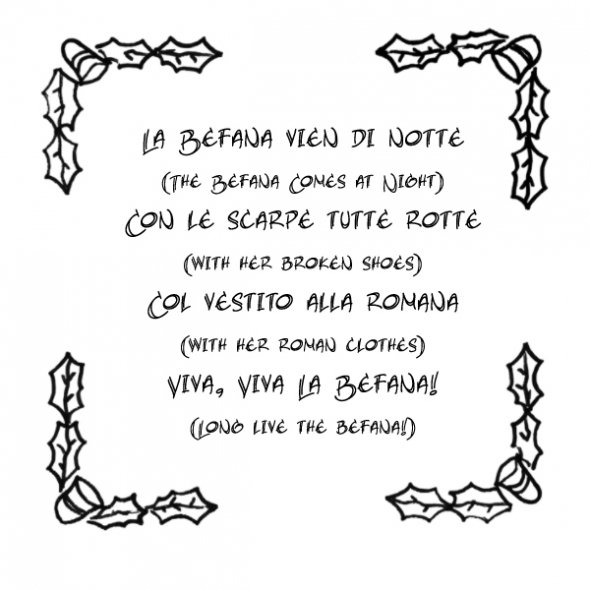 La Befana vien di notte
(The Befana Comes at Night)
Con le scarpe tutte rotte
(with her broken shoes)
Col vestito alla romana
(with her roman clothes)
Viva, Viva La Befana!
(Long live the befana!)